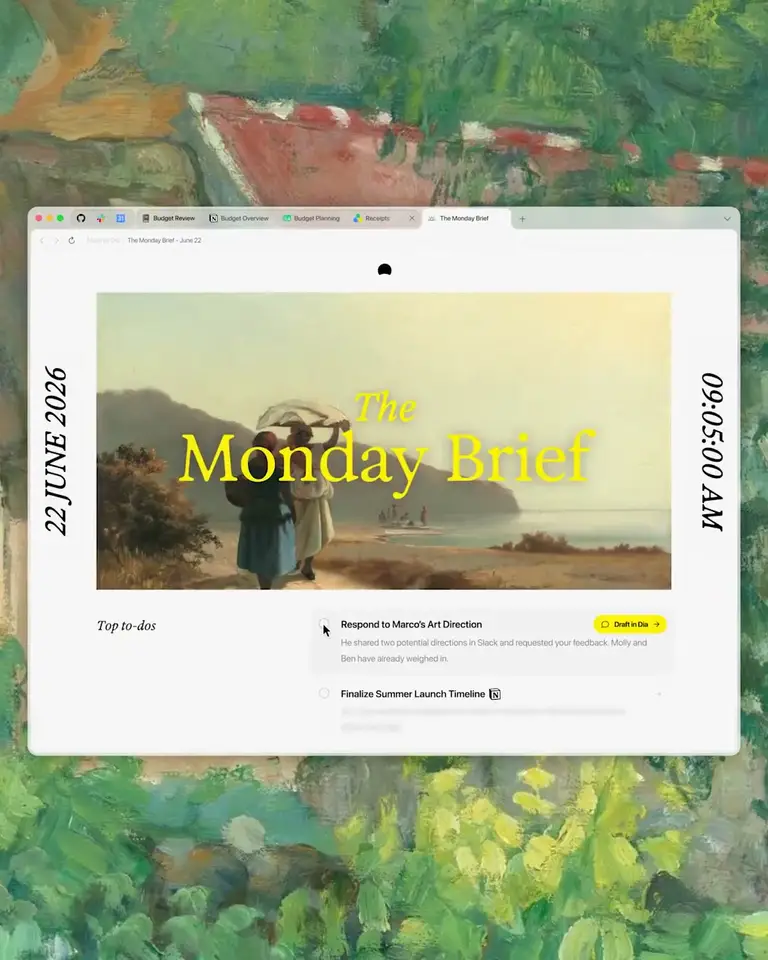 Budget Review
Budget Overview
Budget Planning
Receipts
The Monday Brief
The Monday Brief - June 22
22 JUNE 2026
The
Monday Brief
09:05:00 AM
Top to-dos
Respond to Marco's Art Direction
Draft in Dia →
He shared two potential directions in Slack and requested your feedback. Molly and
Ben have already weighed in.
Finalize Summer Launch Timeline